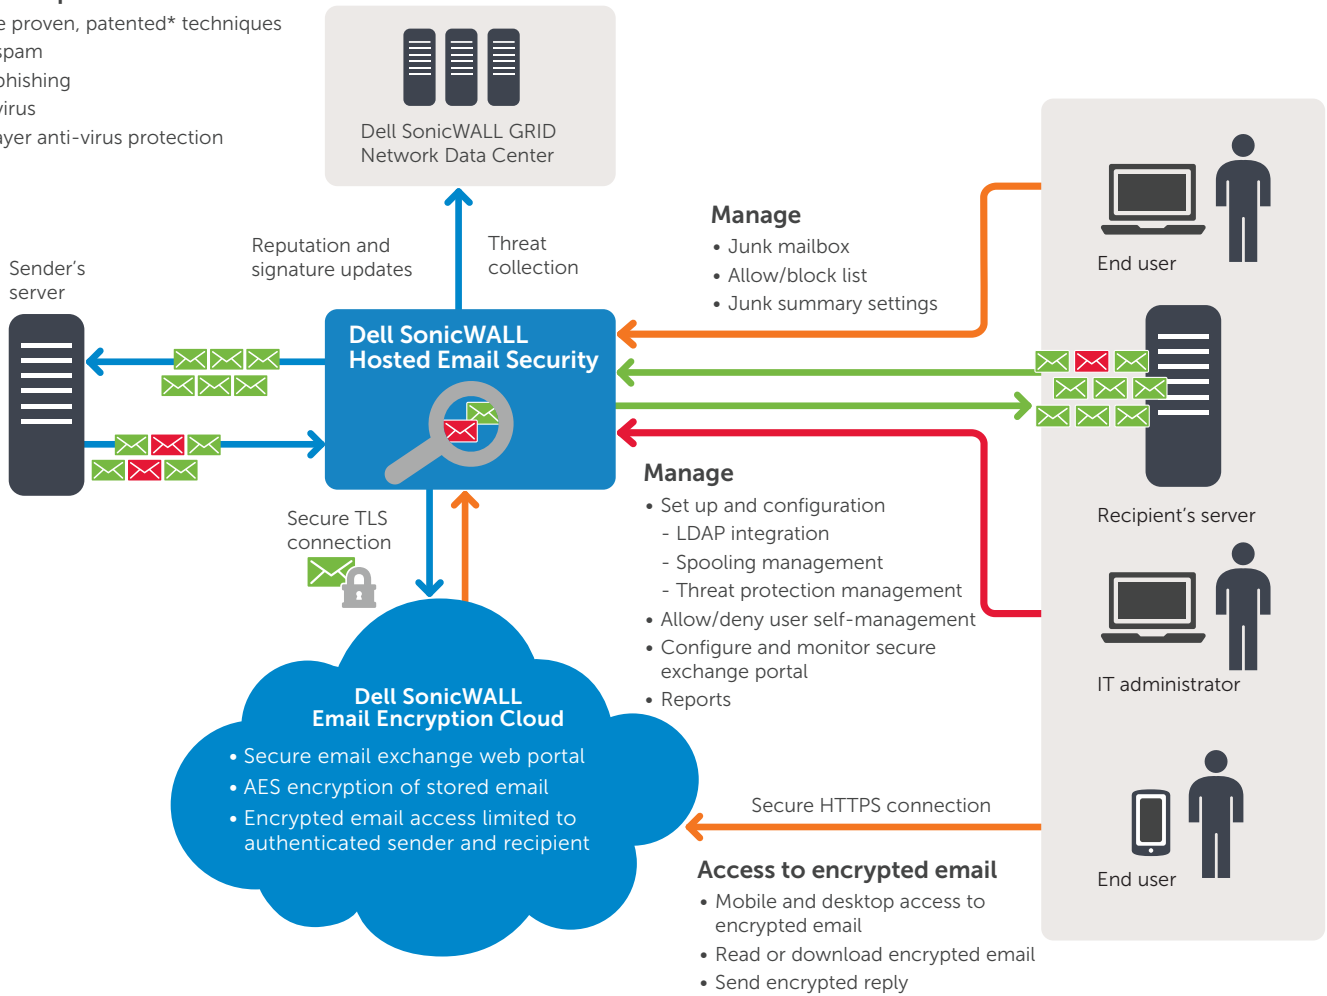 e proven, patented* techniques
spam
phishing
virus
ayer anti-virus protection
Dell SonicWALL GRID
Network Data Center
Reputation and
signature updates
Threat
collection
Sender's
server
Manage
• Junk mailbox
• Allow/block list
• Junk summary settings
End user
Dell SonicWALL
Hosted Email Security
Recipient's server
Manage
• Set up and configuration
- LDAP integration
- Spooling management
- Threat protection management
• Allow/deny user self-management
• Configure and monitor secure
exchange portal
• Reports
Secure TLS
connection
IT administrator
Dell SonicWALL
Email Encryption Cloud
• Secure email exchange web portal
• AES encryption of stored email
• Encrypted email access limited to
authenticated sender and recipient
Secure HTTPS connection
End user
Access to encrypted email
• Mobile and desktop access to
encrypted email
• Read or download encrypted email
• Send encrypted reply